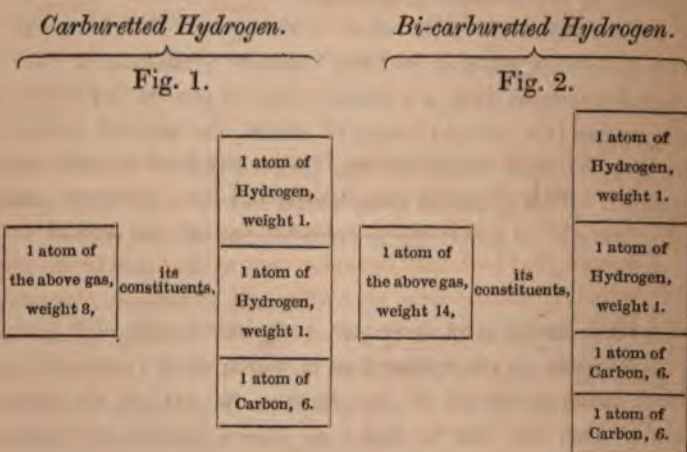 Carburetted Hydrogen.
Fig. 1.
1 atom of
the above gas,
weight 8,
its
constituents,
1 atom of
Hydrogen,
weight 1.
1 atom of
Hydrogen,
weight 1.
1 atom of
Carbon, 6.
Bi-carburetted Hydrogen.
Fig. 2.
1 atom of
the above gas,
weight 14,
its
constituents,
1 atom of
Hydrogen,
weight 1.
1 atom of
Hydrogen,
weight 1.
1 atom of
Carbon, 6.
1 atom of
Carbon, 6.